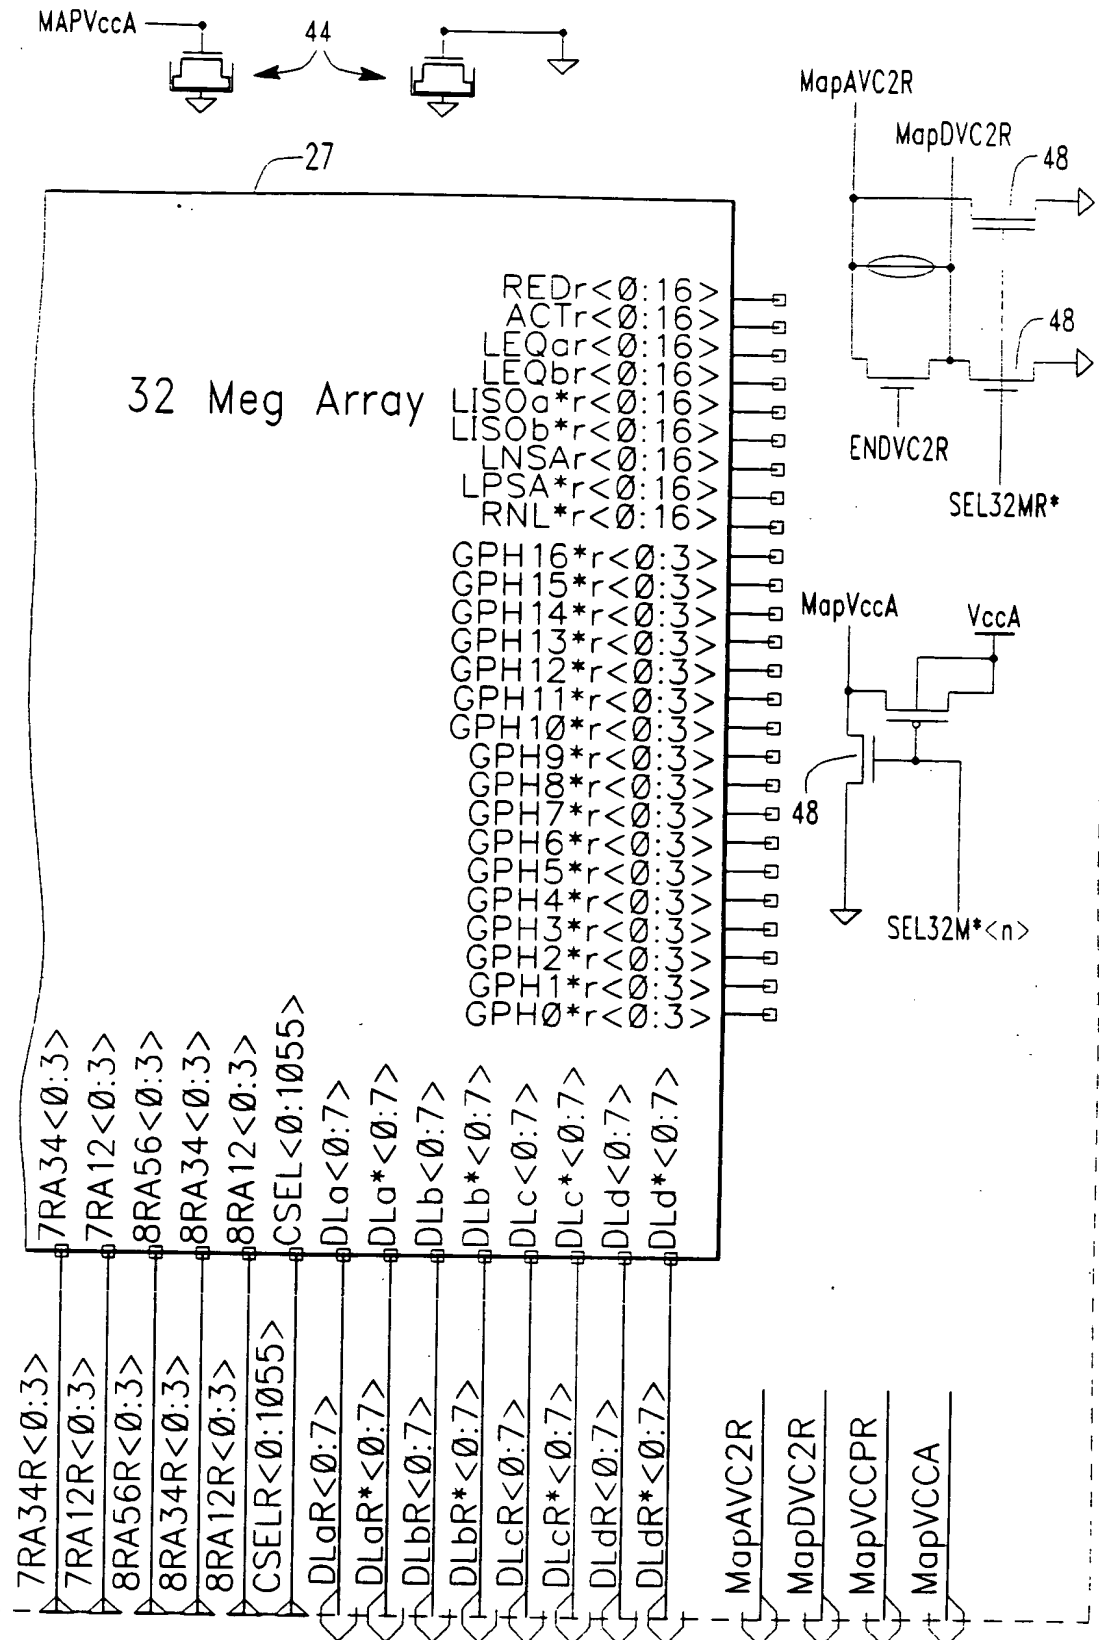 MAPVccA
44
27
MapAVC2R
MapDVC2R
48
48
ENDVC2R
SEL32MR*
32 Meg Array
REDr<Ø:16>
ACTr<Ø:16>
LEQar<Ø:16>
LEQbr<Ø:16>
LISOa*r<Ø:16>
LISOb*r<Ø:16>
LNSAr<Ø:16>
LPSA*r<Ø:16>
RNL*r<Ø:16>
GPH16*r<Ø:3>
GPH15*r<Ø:3>
GPH14*r<Ø:3>
GPH13*r<Ø:3>
GPH12*r<Ø:3>
GPH11*r<Ø:3>
GPH1Ø*r<Ø:3>
GPH9*r<Ø:3>
GPH8*r<Ø:3>
GPH7*r<Ø:3>
GPH6*r<Ø:3>
GPH5*r<Ø:3>
GPH4*r<Ø:3>
GPH3*r<Ø:3>
GPH2*r<Ø:3>
GPH1*r<Ø:3>
GPHØ*r<Ø:3>
MapVccA
VccA
48
SEL32M*<n>
7RA34<Ø:3>
7RA12<Ø:3>
8RA56<Ø:3>
8RA34<Ø:3>
8RA12<Ø:3>
CSEL<Ø:1Ø55>
DLa<Ø:7>
DLa*<Ø:7>
DLb<Ø:7>
DLb*<Ø:7>
DLc<Ø:7>
DLc*<Ø:7>
DLd<Ø:7>
DLd*<Ø:7>
7RA34R<Ø:3>
7RA12R<Ø:3>
8RA56R<Ø:3>
8RA34R<Ø:3>
8RA12R<Ø:3>
CSELR<Ø:1Ø55>
DLaR<Ø:7>
DLaR*<Ø:7>
DLbR<Ø:7>
DLbR*<Ø:7>
DLcR<Ø:7>
DLcR*<Ø:7>
DLdR<Ø:7>
DLdR*<Ø:7>
MapAVC2R
MapDVC2R
MapVCCPR
MapVCCA